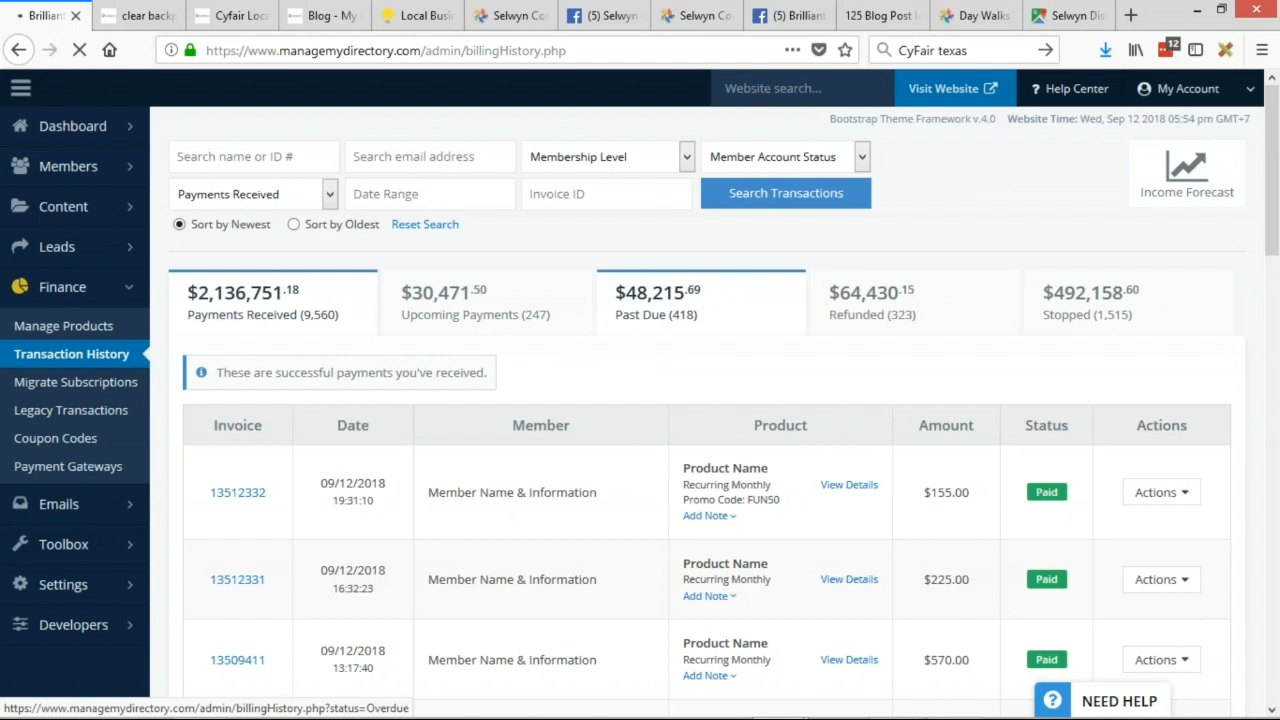 Brilliant
clear backp
Cyfair Loca
Blog - My
Local Busi
Selwyn Co
(5) Selwyn
Selwyn Co
(5) Brilliant
125 Blog Post I
Day Walks
Selwyn Dis
https://www.managemydirectory.com/admin/billingHistory.php
CyFair texas
12
Website search...
Visit Website
? Help Center
My Account
Bootstrap Theme Framework v.4.0 Website Time: Wed, Sep 12 2018 05:54 pm GMT+7
Dashboard
Members
Content
Leads
Finance
Manage Products
Transaction History
Migrate Subscriptions
Legacy Transactions
Coupon Codes
Payment Gateways
Emails
Toolbox
Settings
Developers
Search name or ID #
Search email address
Membership Level
Member Account Status
Payments Received
Date Range
Invoice ID
Search Transactions
Income Forecast
Sort by Newest
Sort by Oldest
Reset Search
$2,136,751.18
Payments Received (9,560)
$30,471.50
Upcoming Payments (247)
$48,215.69
Past Due (418)
$64,430.15
Refunded (323)
$492,158.60
Stopped (1,515)
These are successful payments you've received.
Invoice Date Member Product Amount Status Actions
13512332
09/12/2018
19:31:10
Member Name & Information
Product Name
Recurring Monthly
Promo Code: FUN50
Add Note
View Details
$155.00
Paid
Actions
13512331
09/12/2018
16:32:23
Member Name & Information
Product Name
Recurring Monthly
Add Note
View Details
$225.00
Paid
Actions
13509411
09/12/2018
13:17:40
Member Name & Information
Product Name
Recurring Monthly
Add Note
View Details
$570.00
Paid
Actions
? NEED HELP
https://www.managemydirectory.com/admin/billingHistory.php?status=Overdue